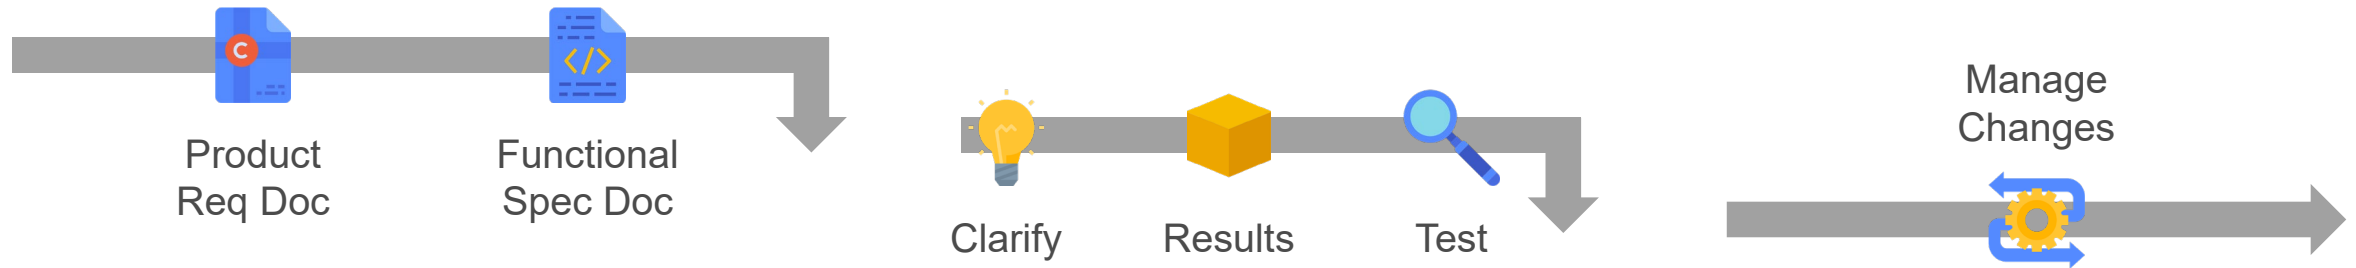 C
</>
Product
Req Doc
Functional
Spec Doc
Clarify
Results
Test
Manage
Changes